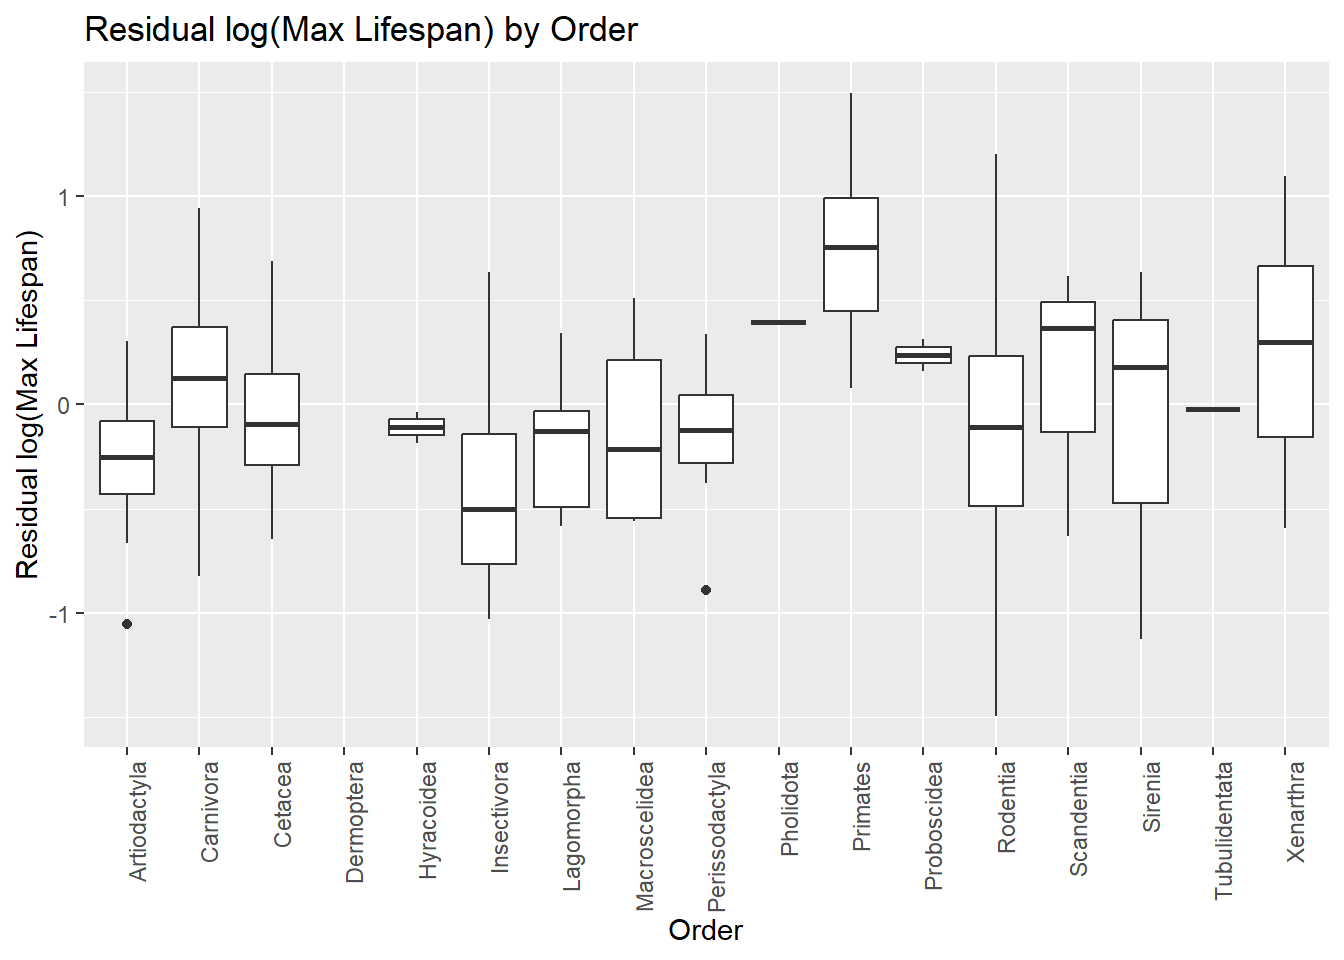 Residual log(Max Lifespan) by Order
Residual log(Max Lifespan)
1
0
-1
Artiodactyla
Carnivora
Cetacea
Dermoptera
Hyracoidea
Insectivora
Lagomorpha
Macroscelidea
Perissodactyla
Pholidota
Primates
Proboscidea
Rodentia
Scandentia
Sirenia
Tubulidentata
Xenarthra
Order